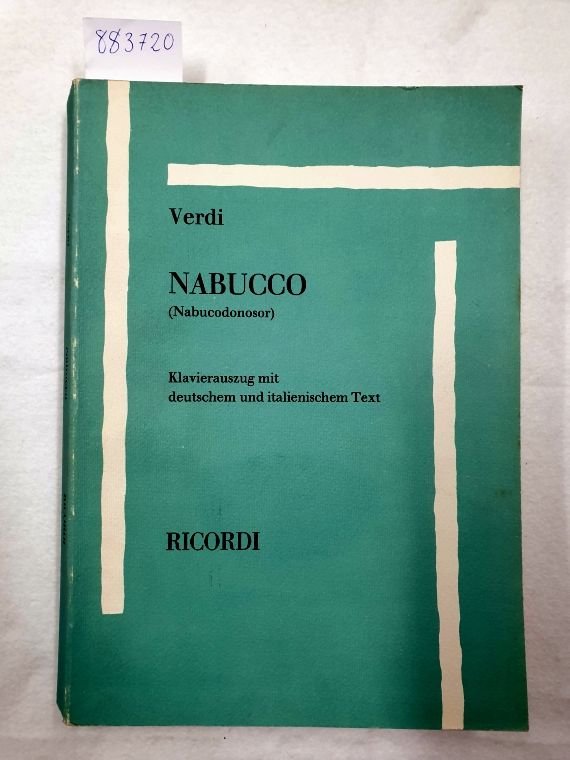 883720
Verdi
NABUCCO
(Nabucodonosor)
Klavierauszug mit
deutschem und italienischem Text
RICORDI